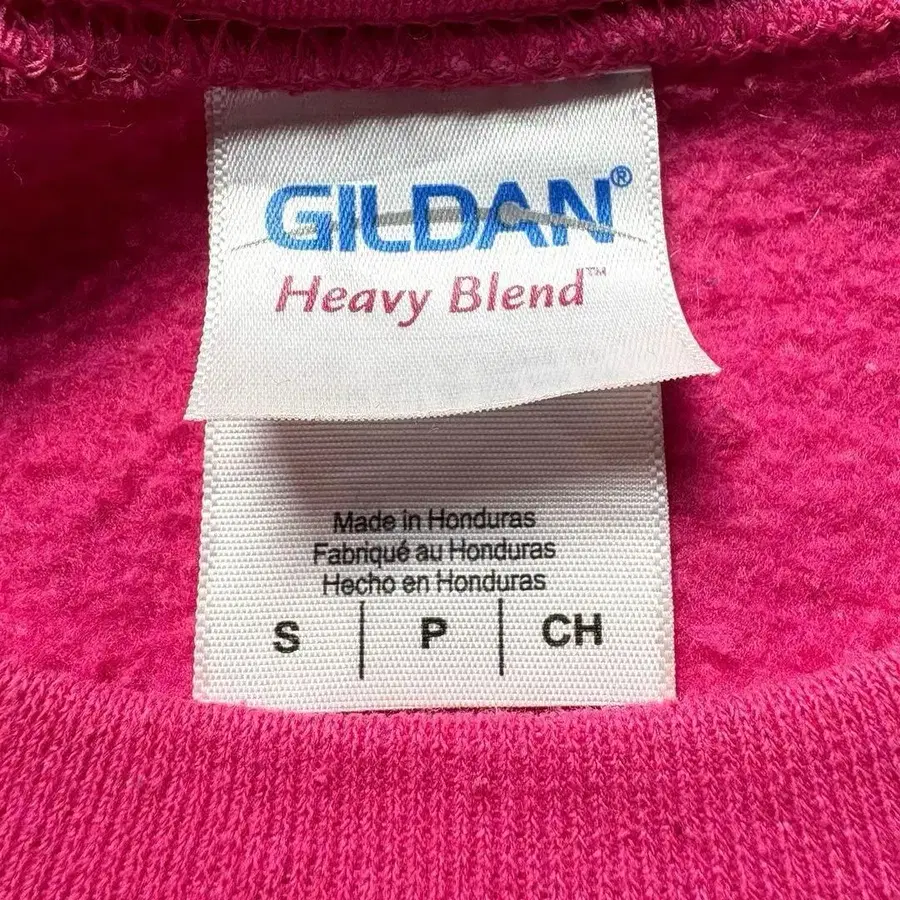 GILDAN®
Heavy Blend™
Made in Honduras
Fabriqué au Honduras
Hecho en Honduras
S | P | CH